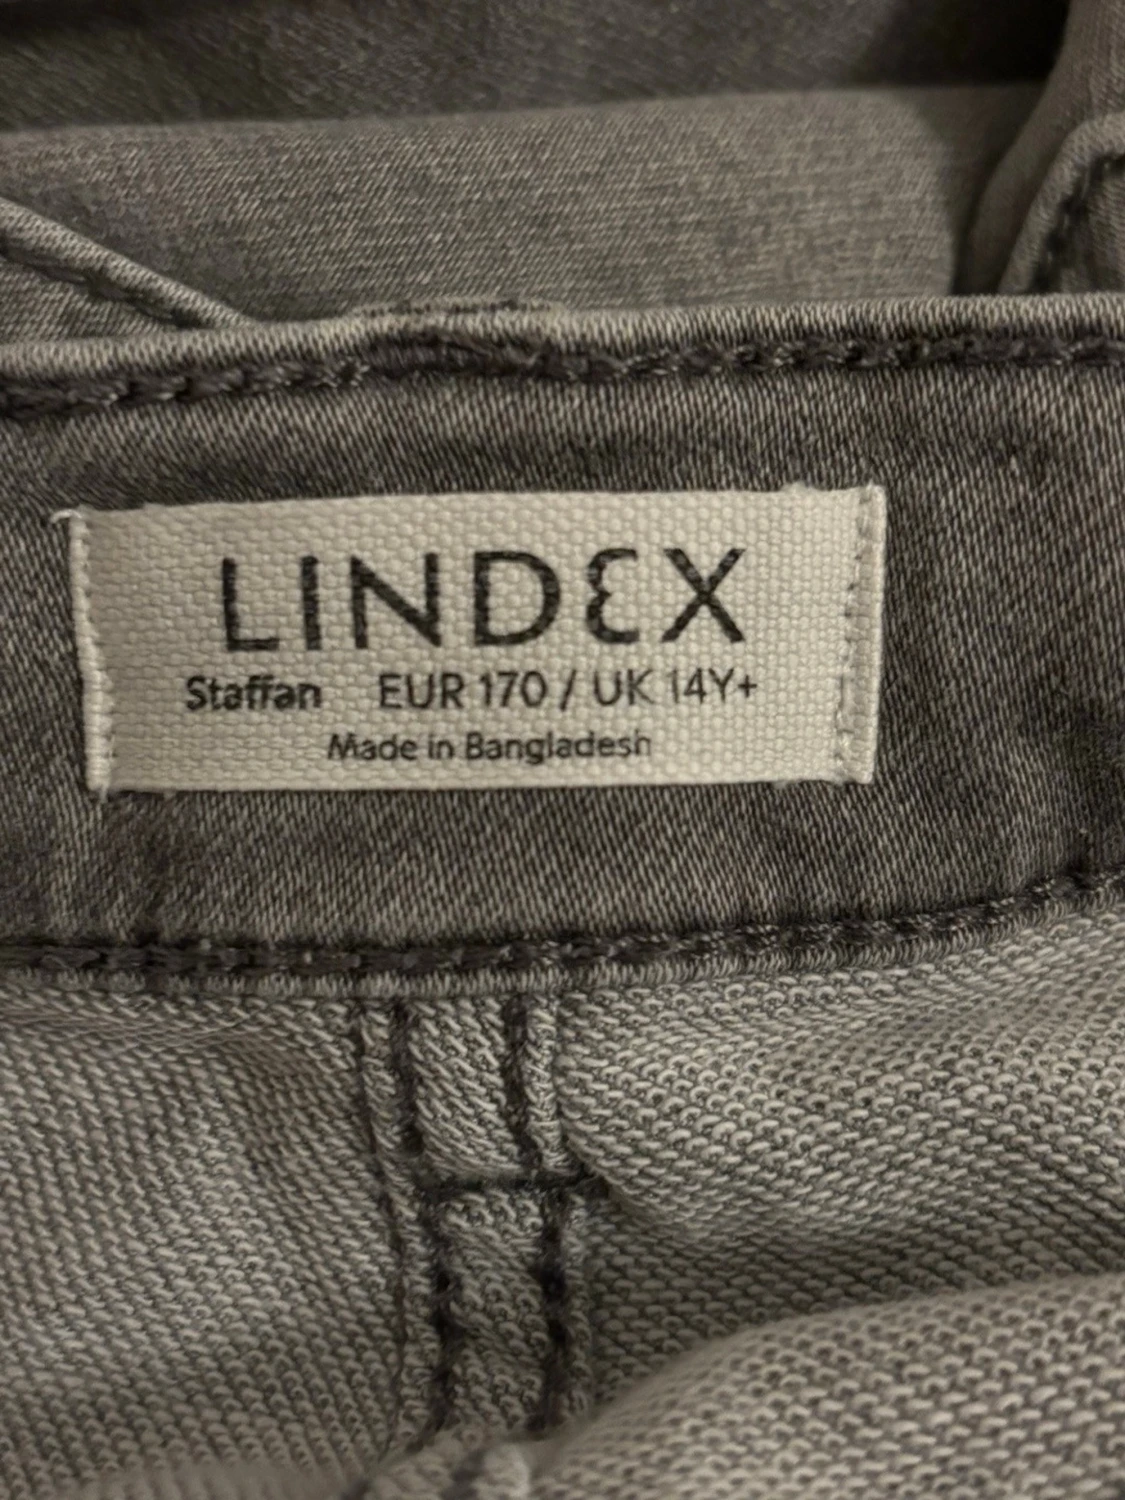 LINDEX
Staffan EUR 170 / UK 14Y+
Made in Bangladesh